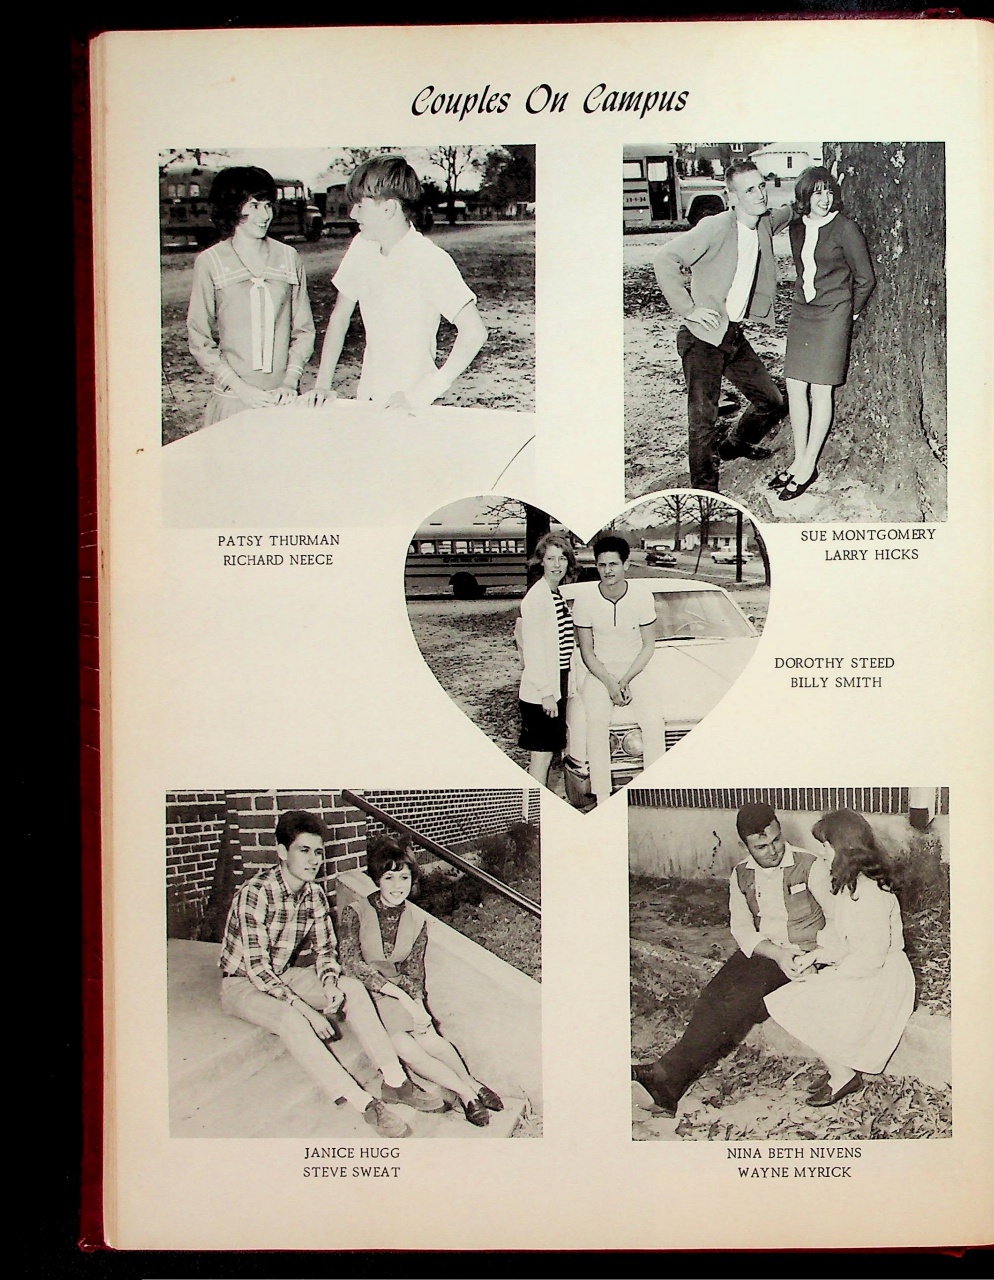 Couples On Campus
PATSY THURMAN
RICHARD NEECE
SUE MONTGOMERY
LARRY HICKS
DOROTHY STEED
BILLY SMITH
JANICE HUGG
STEVE SWEAT
NINA BETH NIVENS
WAYNE MYRICK